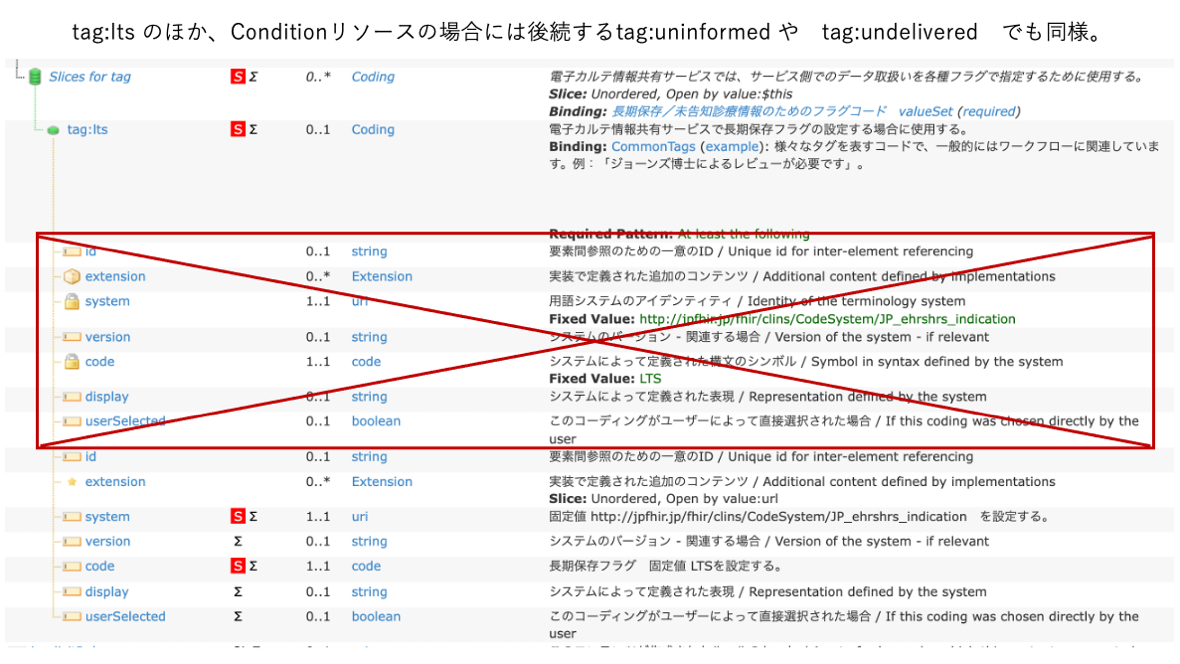 tag:lts のほか、Conditionリソースの場合には後続するtag:uninformed や　tag:undelivered　でも同様。
Slices for tag S Σ 0..* Coding 電子カルテ情報共有サービスでは、サービス側でのデータ取扱いを各種フラグで指定するために使用する。
Slice: Unordered, Open by value:$this
Binding: 長期保存／未告知診療情報のためのフラグコード　valueSet (required)
tag:lts S Σ 0..1 Coding 電子カルテ情報共有サービスで長期保存フラグの設定する場合に使用する。
Binding: CommonTags (example): 様々なタグを表すコードで、一般的にはワークフローに関連していま
す。例：「ジョーンズ博士によるレビューが必要です」。
Required Pattern: At least the following
id 0..1 string 要素間参照のための一意のID / Unique id for inter-element referencing
extension 0..* Extension 実装で定義された追加のコンテンツ / Additional content defined by implementations
system 1..1 uri 用語システムのアイデンティティ / Identity of the terminology system
Fixed Value: http://jpfhir.jp/fhir/clins/CodeSystem/JP_ehrshrs_indication
version 0..1 string システムのバージョン - 関連する場合 / Version of the system - if relevant
code 1..1 code システムによって定義された構文のシンボル / Symbol in syntax defined by the system
Fixed Value: LTS
display 0..1 string システムによって定義された表現 / Representation defined by the system
userSelected 0..1 boolean このコーディングがユーザーによって直接選択された場合 / If this coding was chosen directly by the
user
id 0..1 string 要素間参照のための一意のID / Unique id for inter-element referencing
extension 0..* Extension 実装で定義された追加のコンテンツ / Additional content defined by implementations
Slice: Unordered, Open by value:url
system S Σ 1..1 uri 固定値 http://jpfhir.jp/fhir/clins/CodeSystem/JP_ehrshrs_indication　を設定する。
version Σ 0..1 string システムのバージョン - 関連する場合 / Version of the system - if relevant
code S Σ 1..1 code 長期保存フラグ　固定値 LTSを設定する。
display Σ 0..1 string システムによって定義された表現 / Representation defined by the system
userSelected Σ 0..1 boolean このコーディングがユーザーによって直接選択された場合 / If this coding was chosen directly by the
user